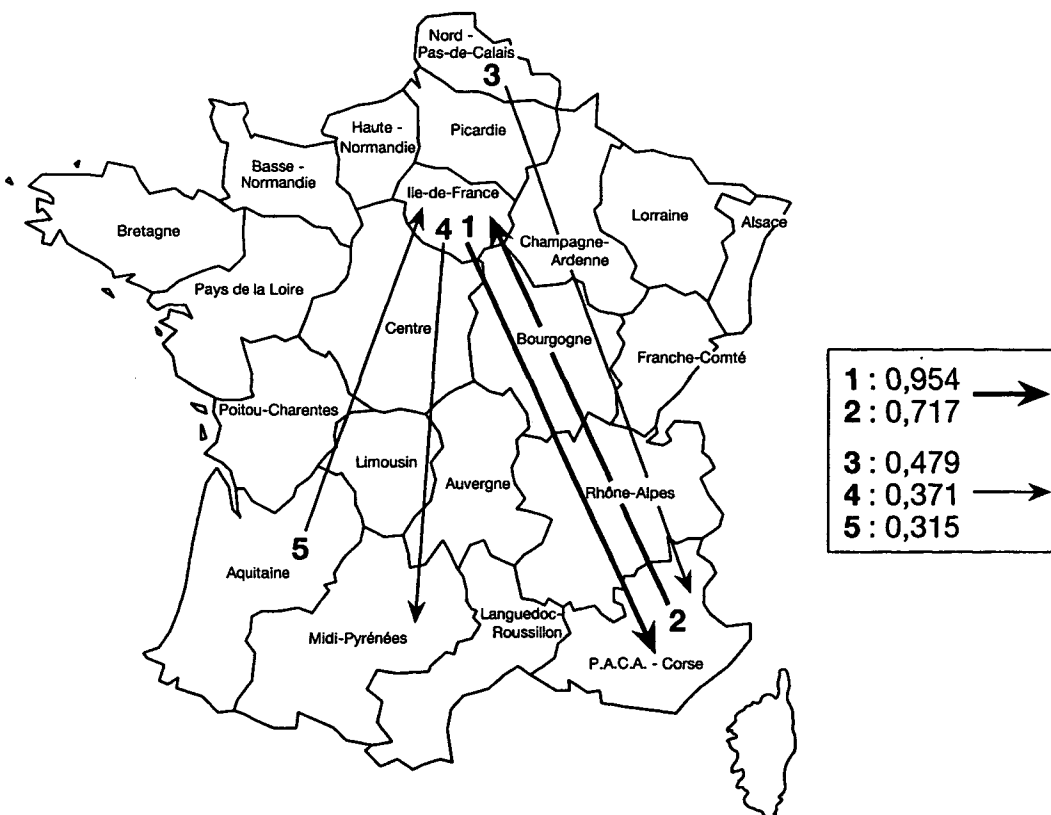 Nord -
Pas-de-Calais
3
Haute -
Normandie
Picardie
Basse -
Normandie
Ile-de-France
Lorraine
Alsace
Bretagne
4 1
Champagne-
Ardenne
Pays de la Loire
Centre
Bourgogne
Franche-Comté
Poitou-Charentes
Limousin
Auvergne
Rhône-Alpes
5
Aquitaine
Midi-Pyrénées
Languedoc-
Roussillon
2
P.A.C.A. - Corse
1 : 0,954
2 : 0,717
3 : 0,479
4 : 0,371
5 : 0,315